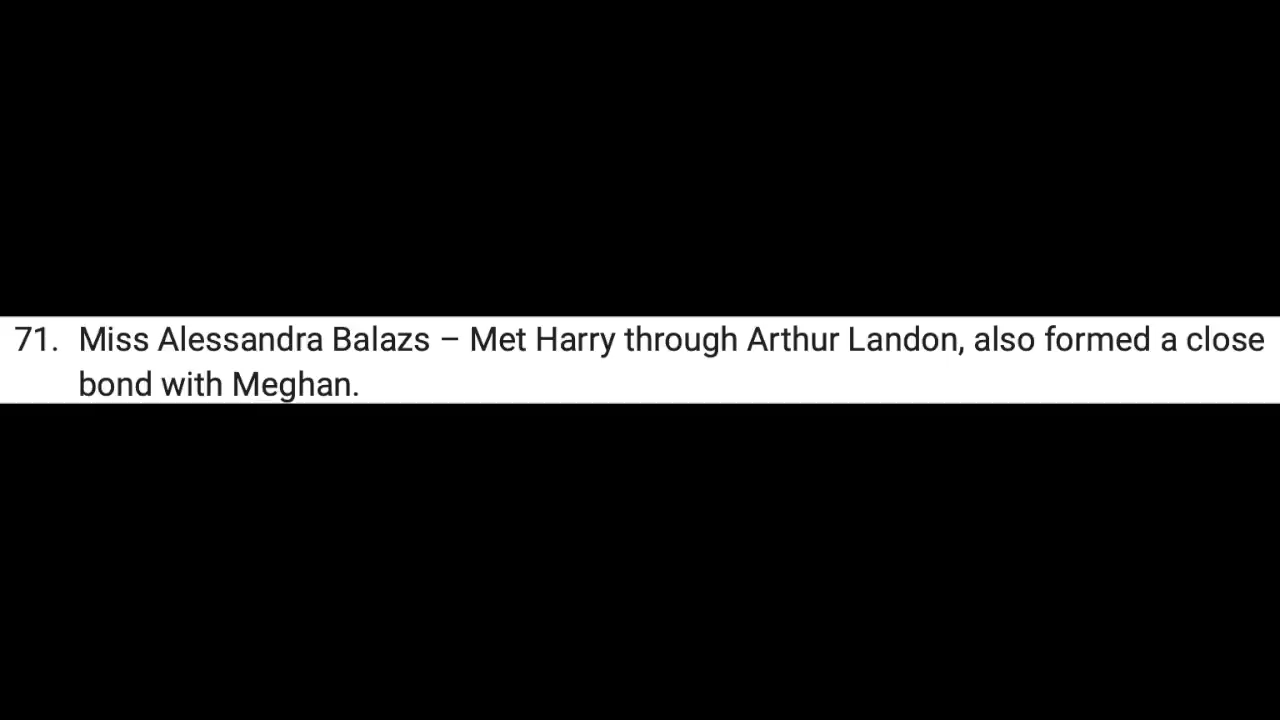 71. Miss Alessandra Balazs – Met Harry through Arthur Landon, also formed a close
bond with Meghan.